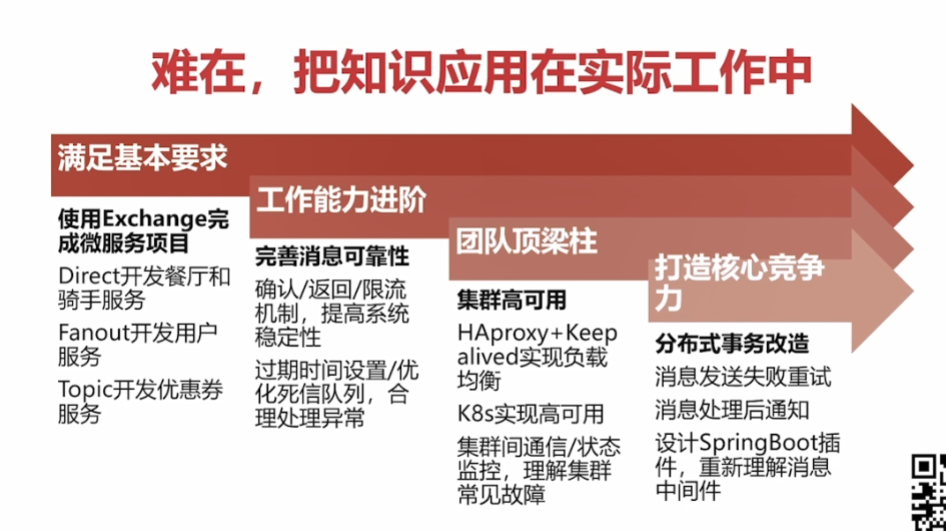 难在，把知识应用在实际工作中
满足基本要求
使用Exchange完
成微服务项目
Direct开发餐厅和
骑手服务
Fanout开发用户
服务
Topic开发优惠券
服务
工作能力进阶
完善消息可靠性
确认/返回/限流
机制，提高系统
稳定性
过期时间设置/优
化死信队列，合
理处理异常
团队顶梁柱
集群高可用
HAproxy+Keep
alived实现负载
均衡
K8s实现高可用
集群间通信/状态
监控，理解集群
常见故障
打造核心竞争
力
分布式事务改造
消息发送失败重试
消息处理后通知
设计SpringBoot插
件，重新理解消息
中间件